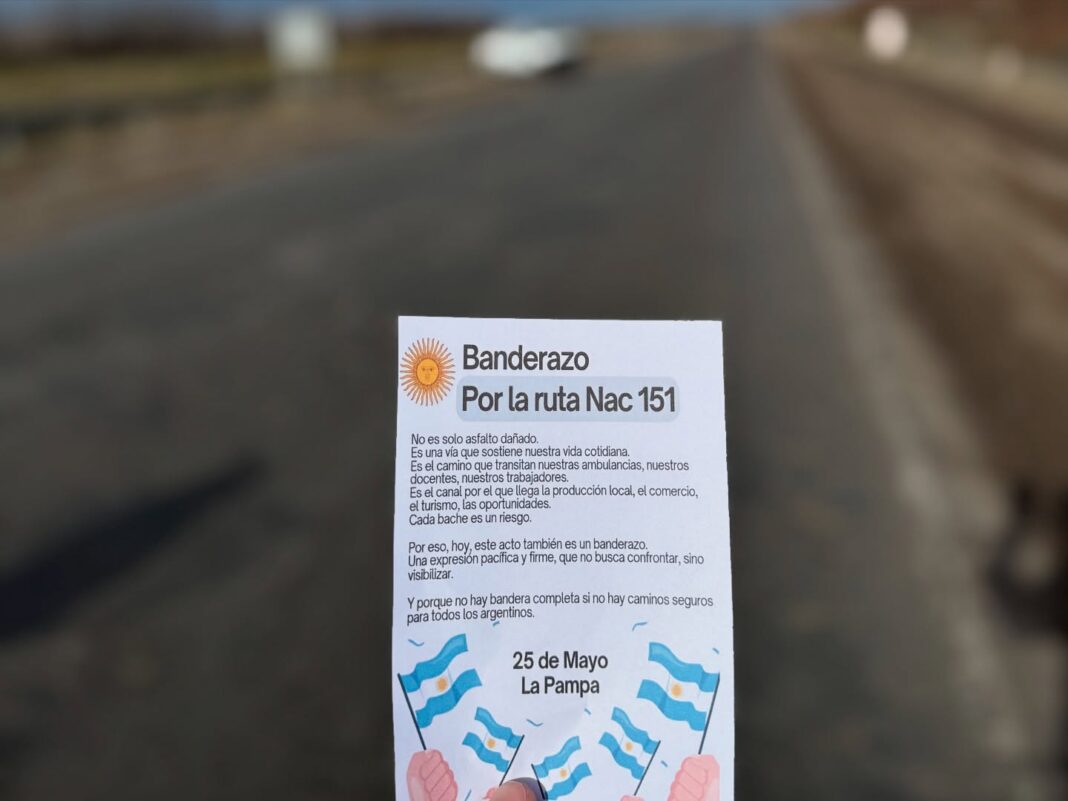 Banderazo
Por la ruta Nac 151
No es solo asfalto dañado.
Es una vía que sostiene nuestra vida cotidiana.
Es el camino que transitan nuestras ambulancias, nuestros
docentes, nuestros trabajadores.
Es el canal por el que llega la producción local, el comercio,
el turismo, las oportunidades.
Cada bache es un riesgo.
Por eso, hoy, este acto también es un banderazo.
Una expresión pacífica y firme, que no busca confrontar, sino
visibilizar.
Y porque no hay bandera completa si no hay caminos seguros
para todos los argentinos.
25 de Mayo
La Pampa